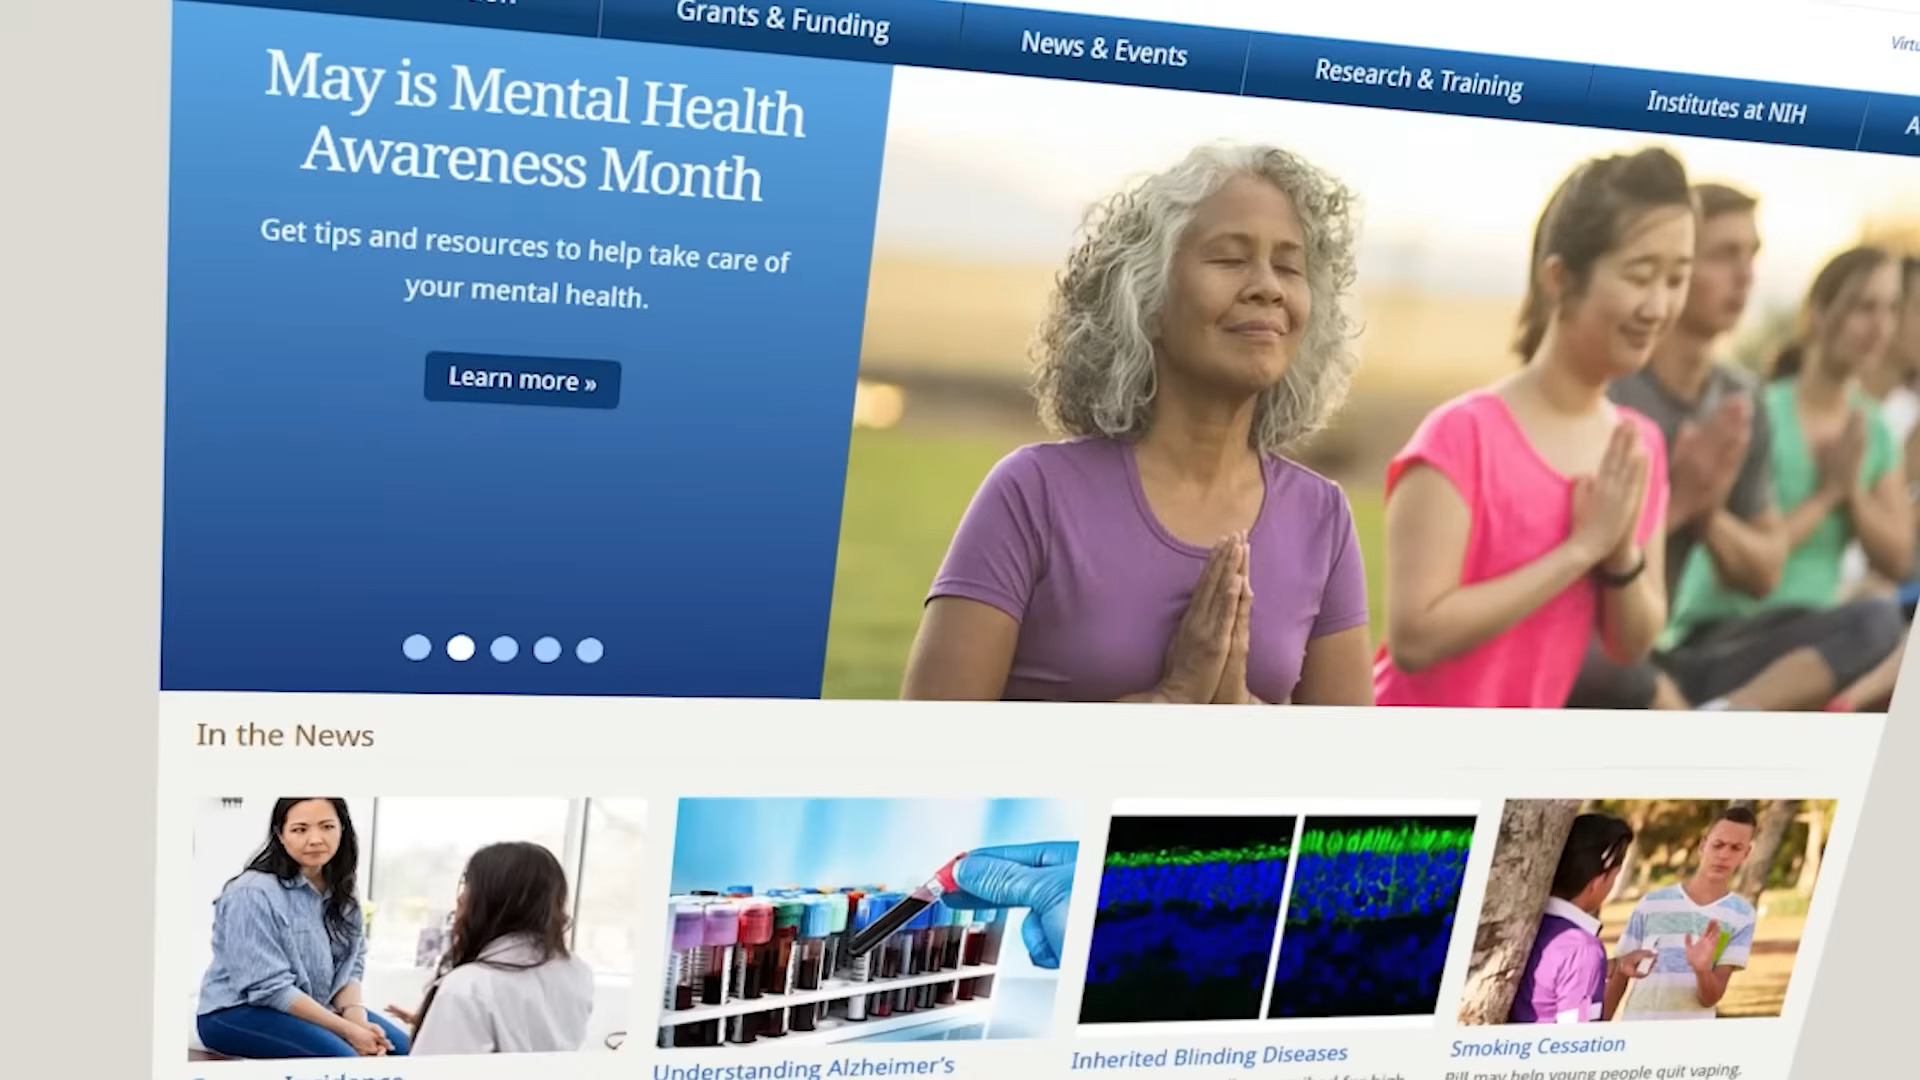 Grants & Funding
News & Events
Research & Training
Institutes at NIH
May is Mental Health
Awareness Month
Get tips and resources to help take care of
your mental health.
Learn more »
In the News
Understanding Alzheimer's
Inherited Blinding Diseases
Smoking Cessation
Pill may help young people quit vaping.